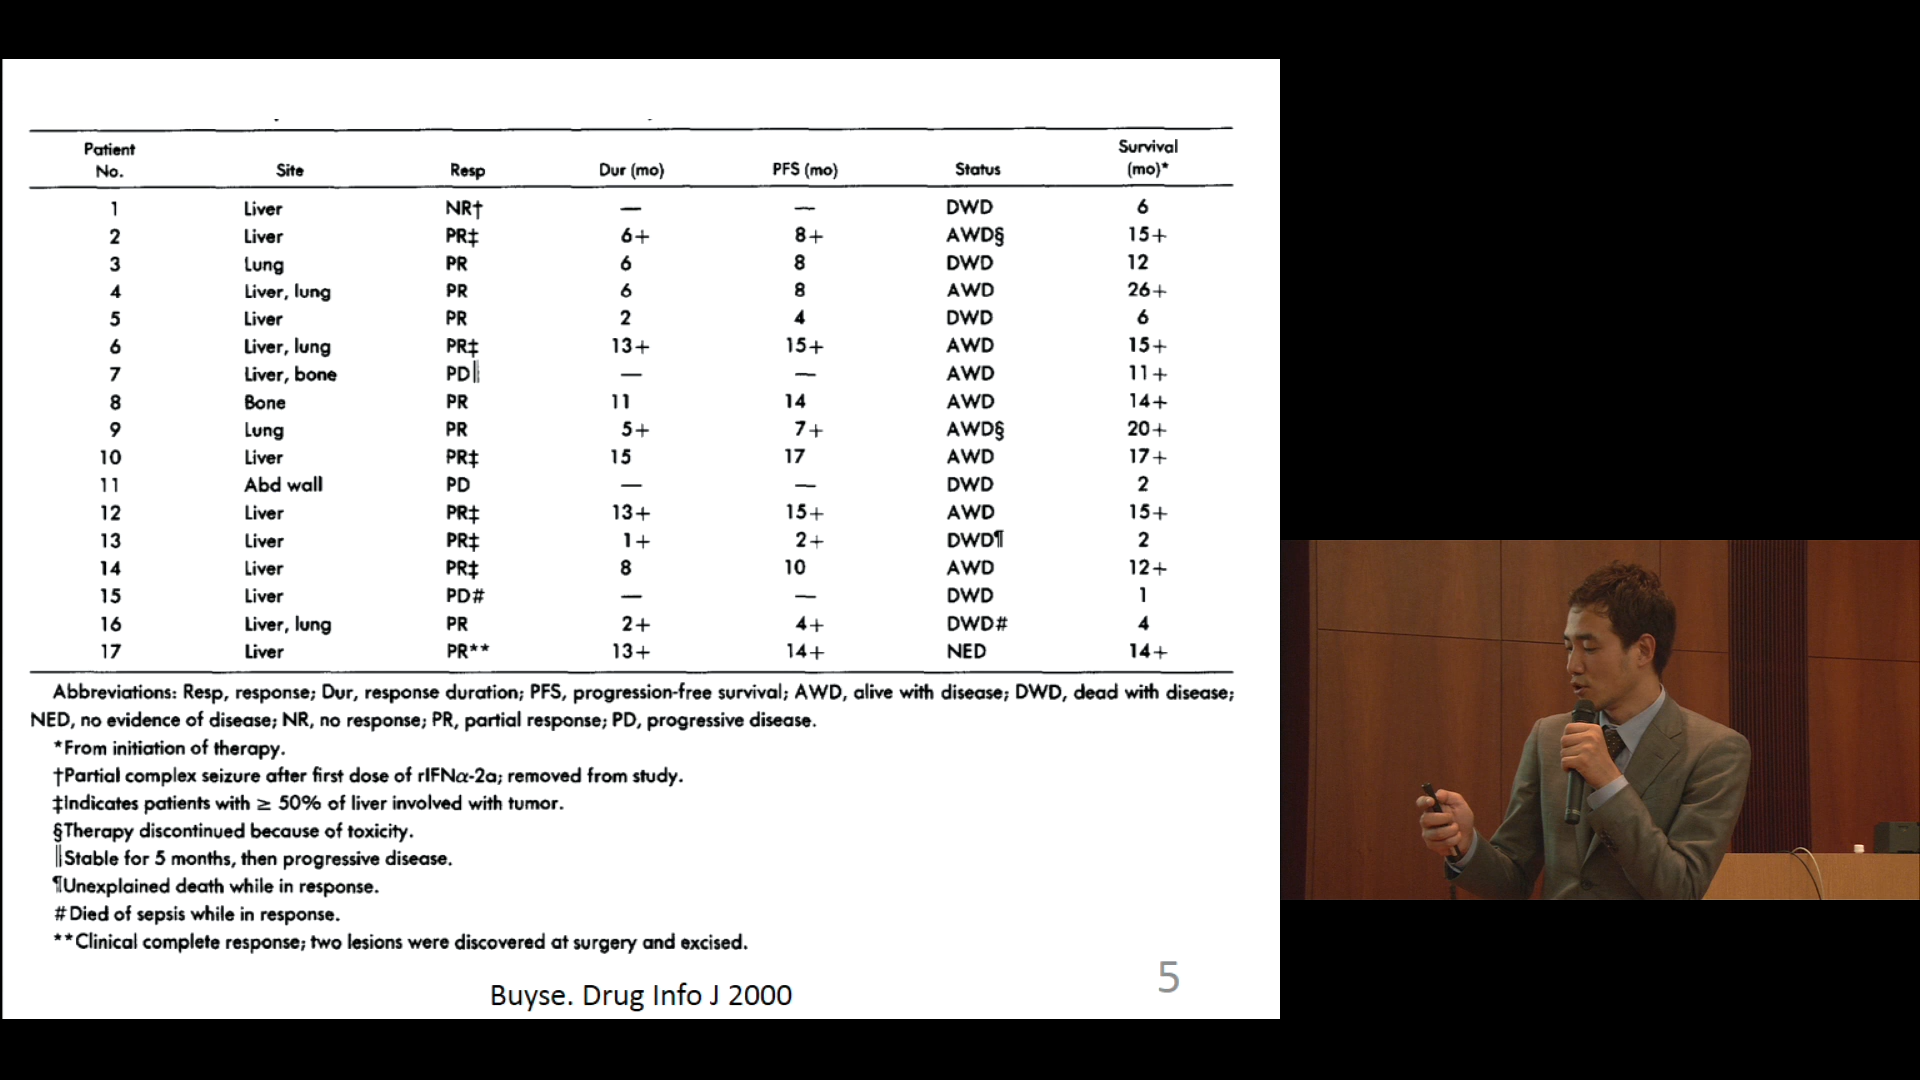 Patient No. Site Resp Dur (mo) PFS (mo) Status Survival (mo)*
1 Liver NR† — — DWD 6
2 Liver PR‡ 6+ 8+ AWD§ 15+
3 Lung PR 6 8 DWD 12
4 Liver, lung PR 6 8 AWD 26+
5 Liver PR 2 4 DWD 6
6 Liver, lung PR‡ 13+ 15+ AWD 15+
7 Liver, bone PD‖ — — AWD 11+
8 Bone PR 11 14 AWD 14+
9 Lung PR 5+ 7+ AWD§ 20+
10 Liver PR‡ 15 17 AWD 17+
11 Abd wall PD — — DWD 2
12 Liver PR‡ 13+ 15+ AWD 15+
13 Liver PR‡ 1+ 2+ DWD¶ 2
14 Liver PR‡ 8 10 AWD 12+
15 Liver PD# — — DWD 1
16 Liver, lung PR 2+ 4+ DWD# 4
17 Liver PR** 13+ 14+ NED 14+
Abbreviations: Resp, response; Dur, response duration; PFS, progression-free survival; AWD, alive with disease; DWD, dead with disease;
NED, no evidence of disease; NR, no response; PR, partial response; PD, progressive disease.
*From initiation of therapy.
†Partial complex seizure after first dose of rIFNα-2a; removed from study.
‡Indicates patients with ≥ 50% of liver involved with tumor.
§Therapy discontinued because of toxicity.
‖Stable for 5 months, then progressive disease.
¶Unexplained death while in response.
#Died of sepsis while in response.
**Clinical complete response; two lesions were discovered at surgery and excised.
Buyse. Drug Info J 2000
5